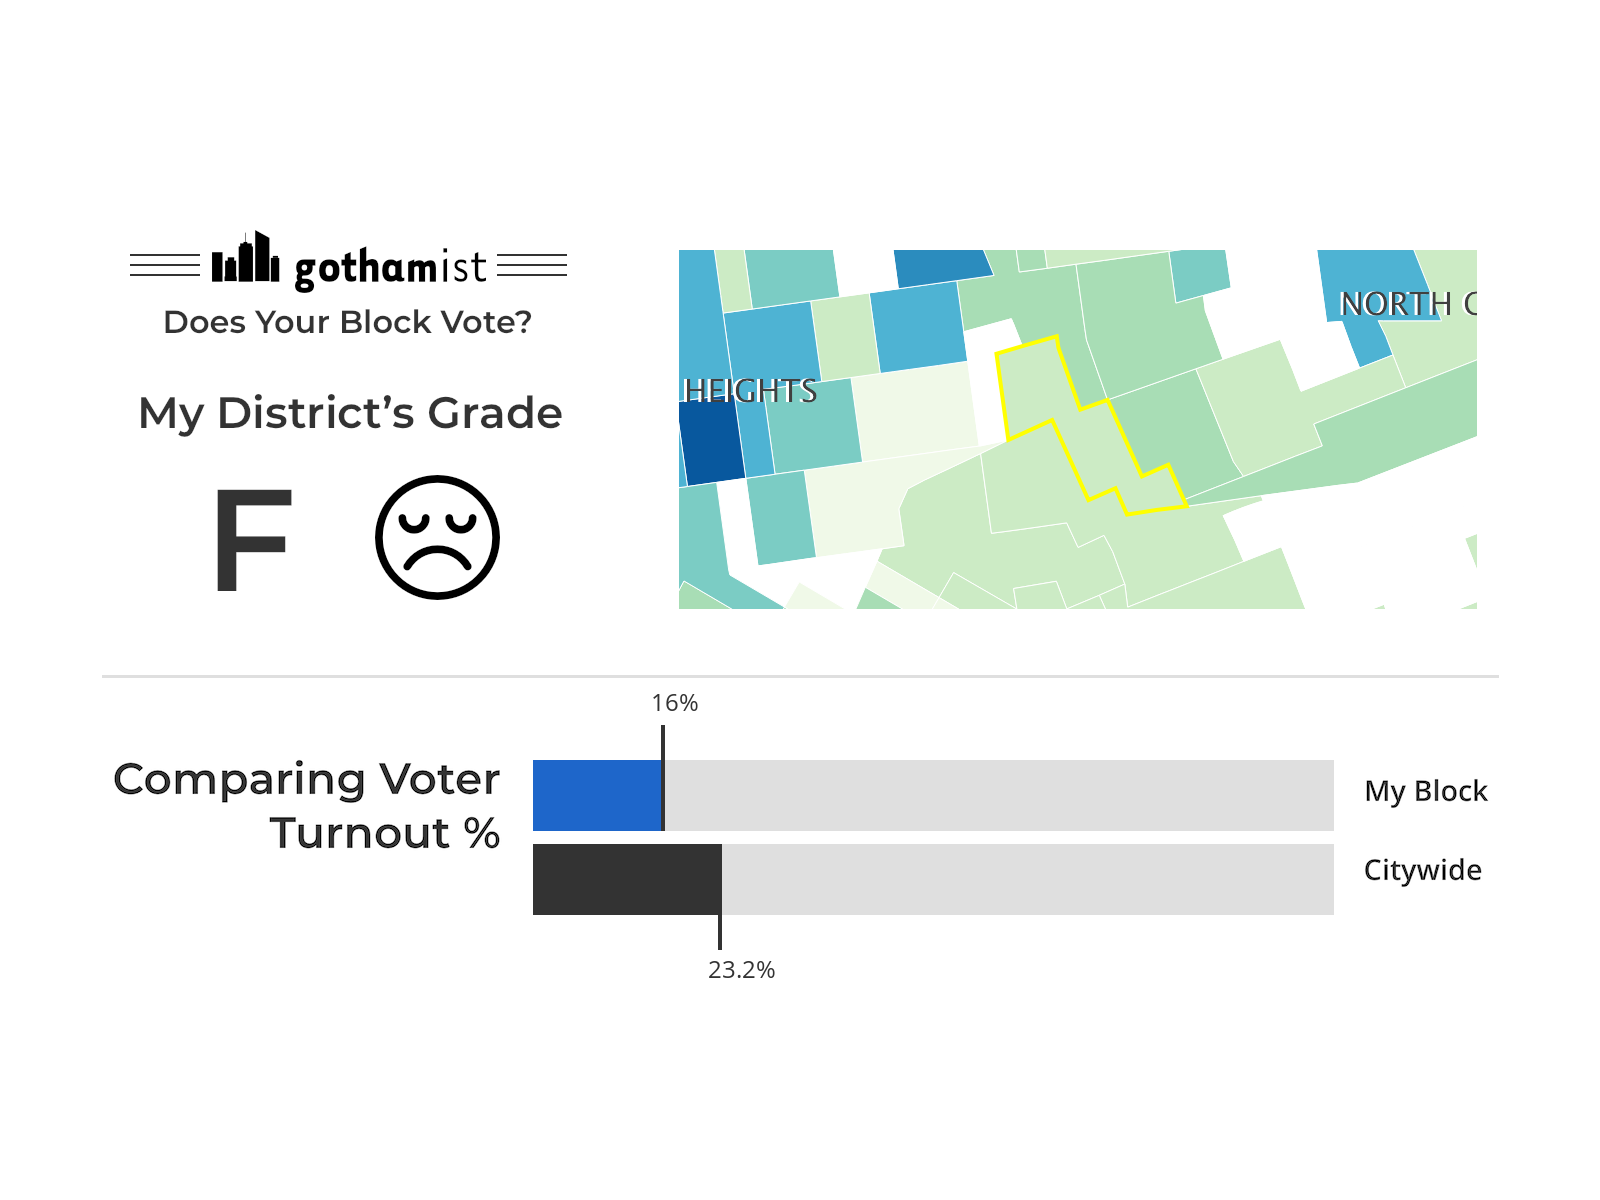 gothamist
Does Your Block Vote?
My District’s Grade
F
HEIGHTS
NORTH C
16%
Comparing Voter
Turnout %
My Block
Citywide
23.2%